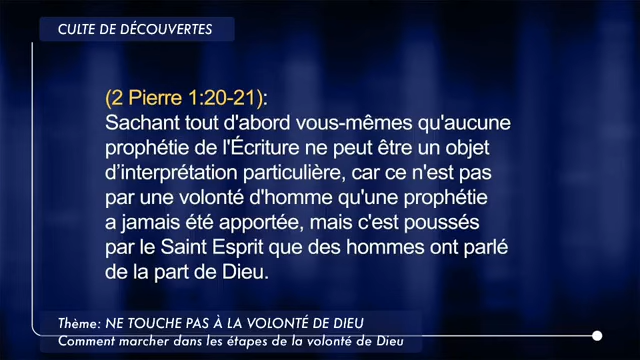 CULTE DE DÉCOUVERTES
(2 Pierre 1:20-21):
Sachant tout d'abord vous-mêmes qu'aucune
prophétie de l'Écriture ne peut être un objet
d’interprétation particulière, car ce n'est pas
par une volonté d'homme qu'une prophétie
a jamais été apportée, mais c'est poussés
par le Saint Esprit que des hommes ont parlé
de la part de Dieu.
Thème: NE TOUCHE PAS À LA VOLONTÉ DE DIEU
Comment marcher dans les étapes de la volonté de Dieu